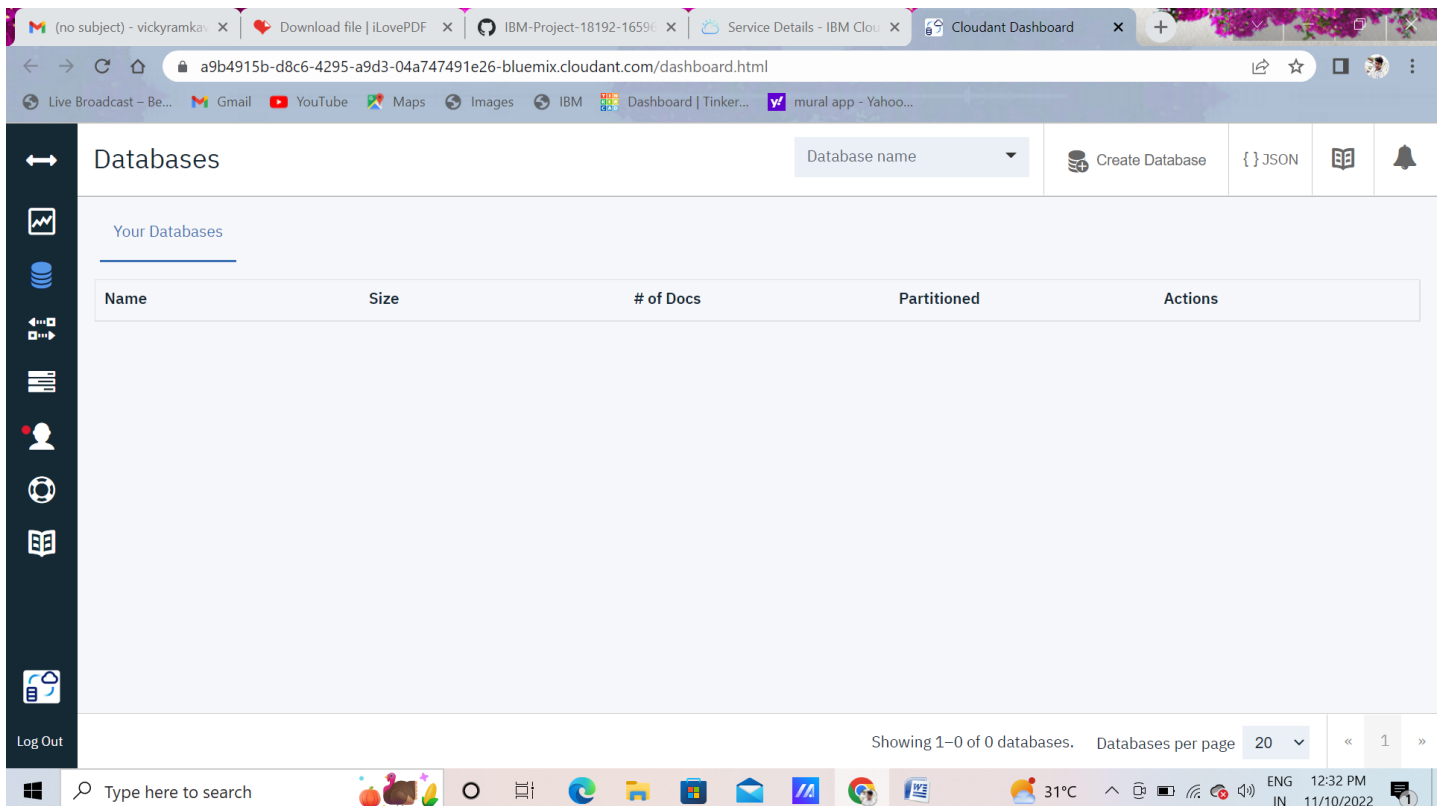 (no subject) - vickyramkav
Download file | iLovePDF
IBM-Project-18192-16596
Service Details - IBM Clou
Cloudant Dashboard
a9b4915b-d8c6-4295-a9d3-04a747491e26-bluemix.cloudant.com/dashboard.html
Live Broadcast – Be... Gmail YouTube Maps Images IBM Dashboard | Tinker... mural app - Yahoo...
Databases
Database name
Create Database
{ } JSON
Your Databases
Name Size # of Docs Partitioned Actions
Log Out
Showing 1–0 of 0 databases. Databases per page 20 « 1 »
Type here to search
31°C
ENG
IN
12:32 PM
11/10/2022
1